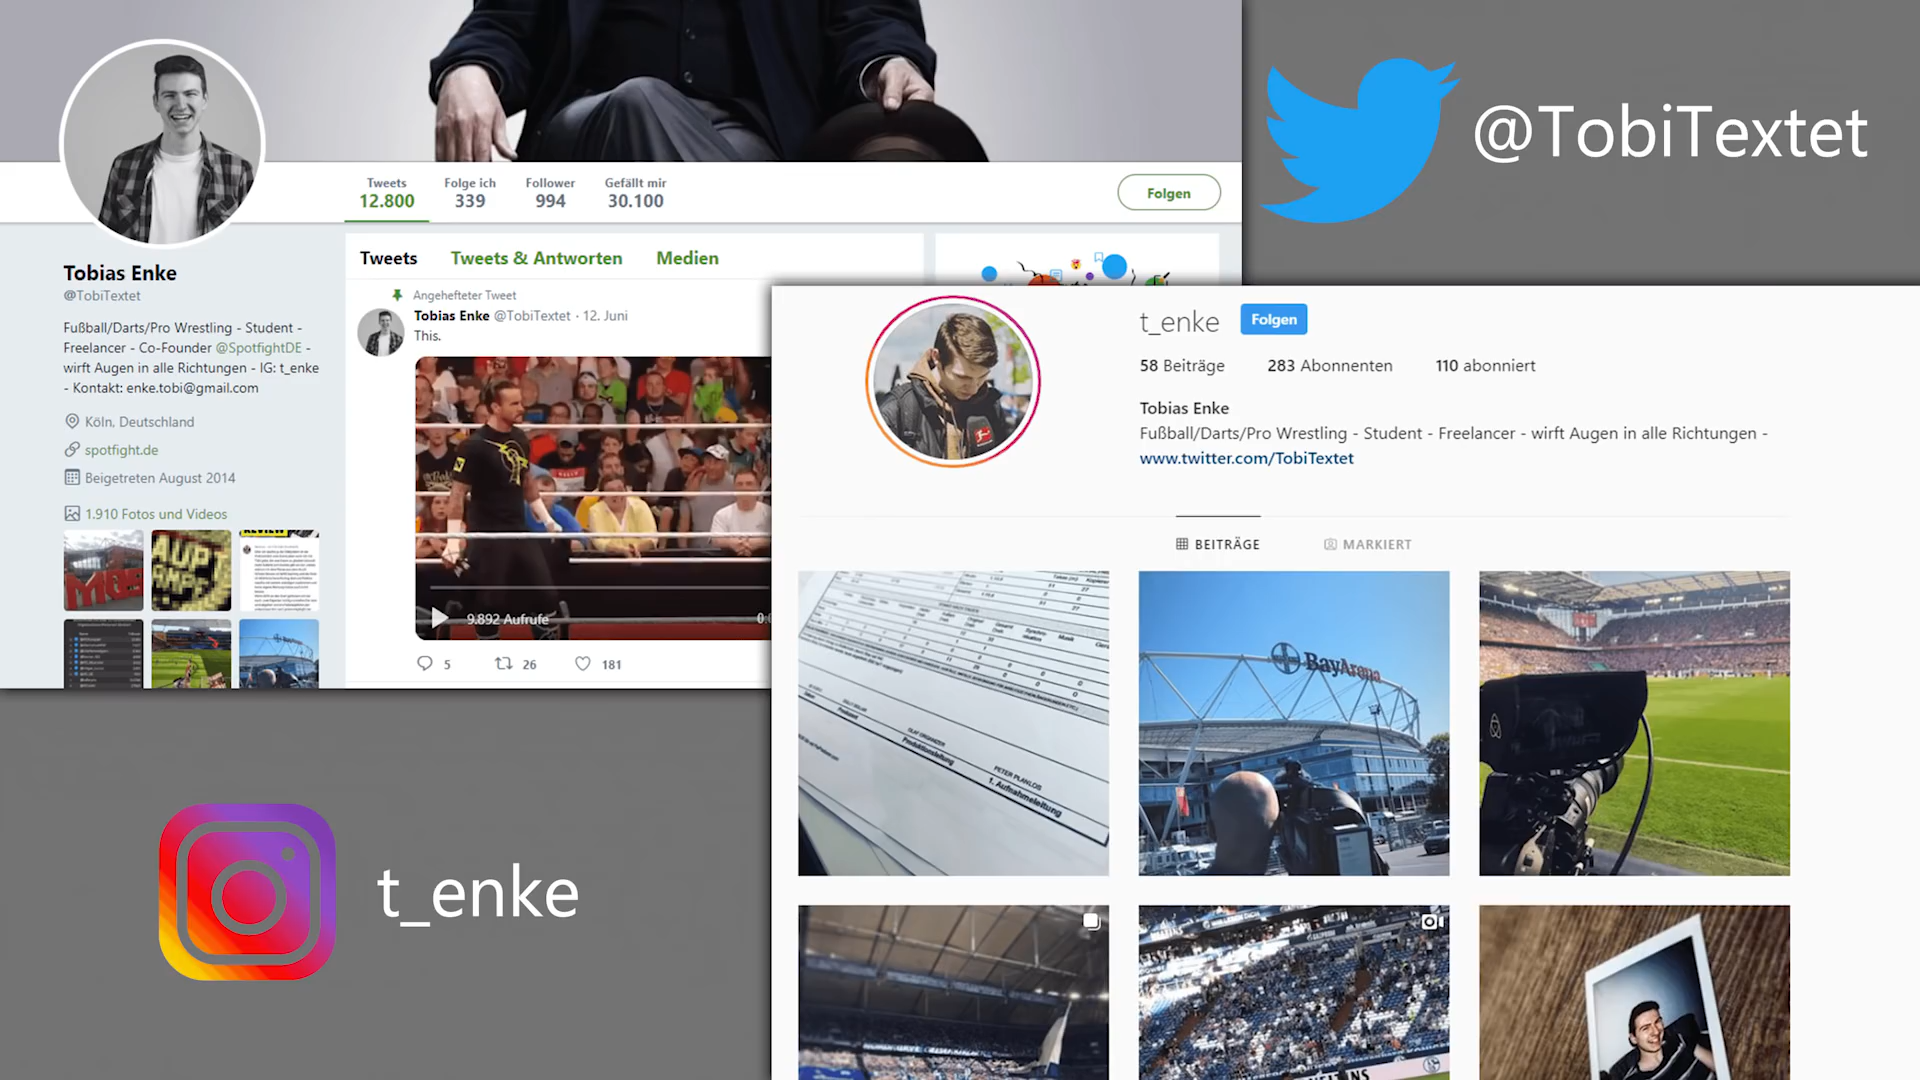 @TobiTextet
Tweets
12.800
Folge ich
339
Follower
994
Gefällt mir
30.100
Folgen
Tobias Enke
@TobiTextet
Fußball/Darts/Pro Wrestling - Student -
Freelancer - Co-Founder @SpotfightDE -
wirft Augen in alle Richtungen - IG: t_enke
- Kontakt: enke.tobi@gmail.com
Köln, Deutschland
spotfight.de
Beigetreten August 2014
1.910 Fotos und Videos
Tweets
Tweets & Antworten
Medien
Angehefteter Tweet
Tobias Enke @TobiTextet · 12. Juni
This.
9.892 Aufrufe
5
26
181
t_enke
Folgen
58 Beiträge
283 Abonnenten
110 abonniert
Tobias Enke
Fußball/Darts/Pro Wrestling - Student - Freelancer - wirft Augen in alle Richtungen -
www.twitter.com/TobiTextet
BEITRÄGE
MARKIERT
BayArena
Produktionsleitung
PETER PLANLOS
1. Aufnahmeleitung
t_enke